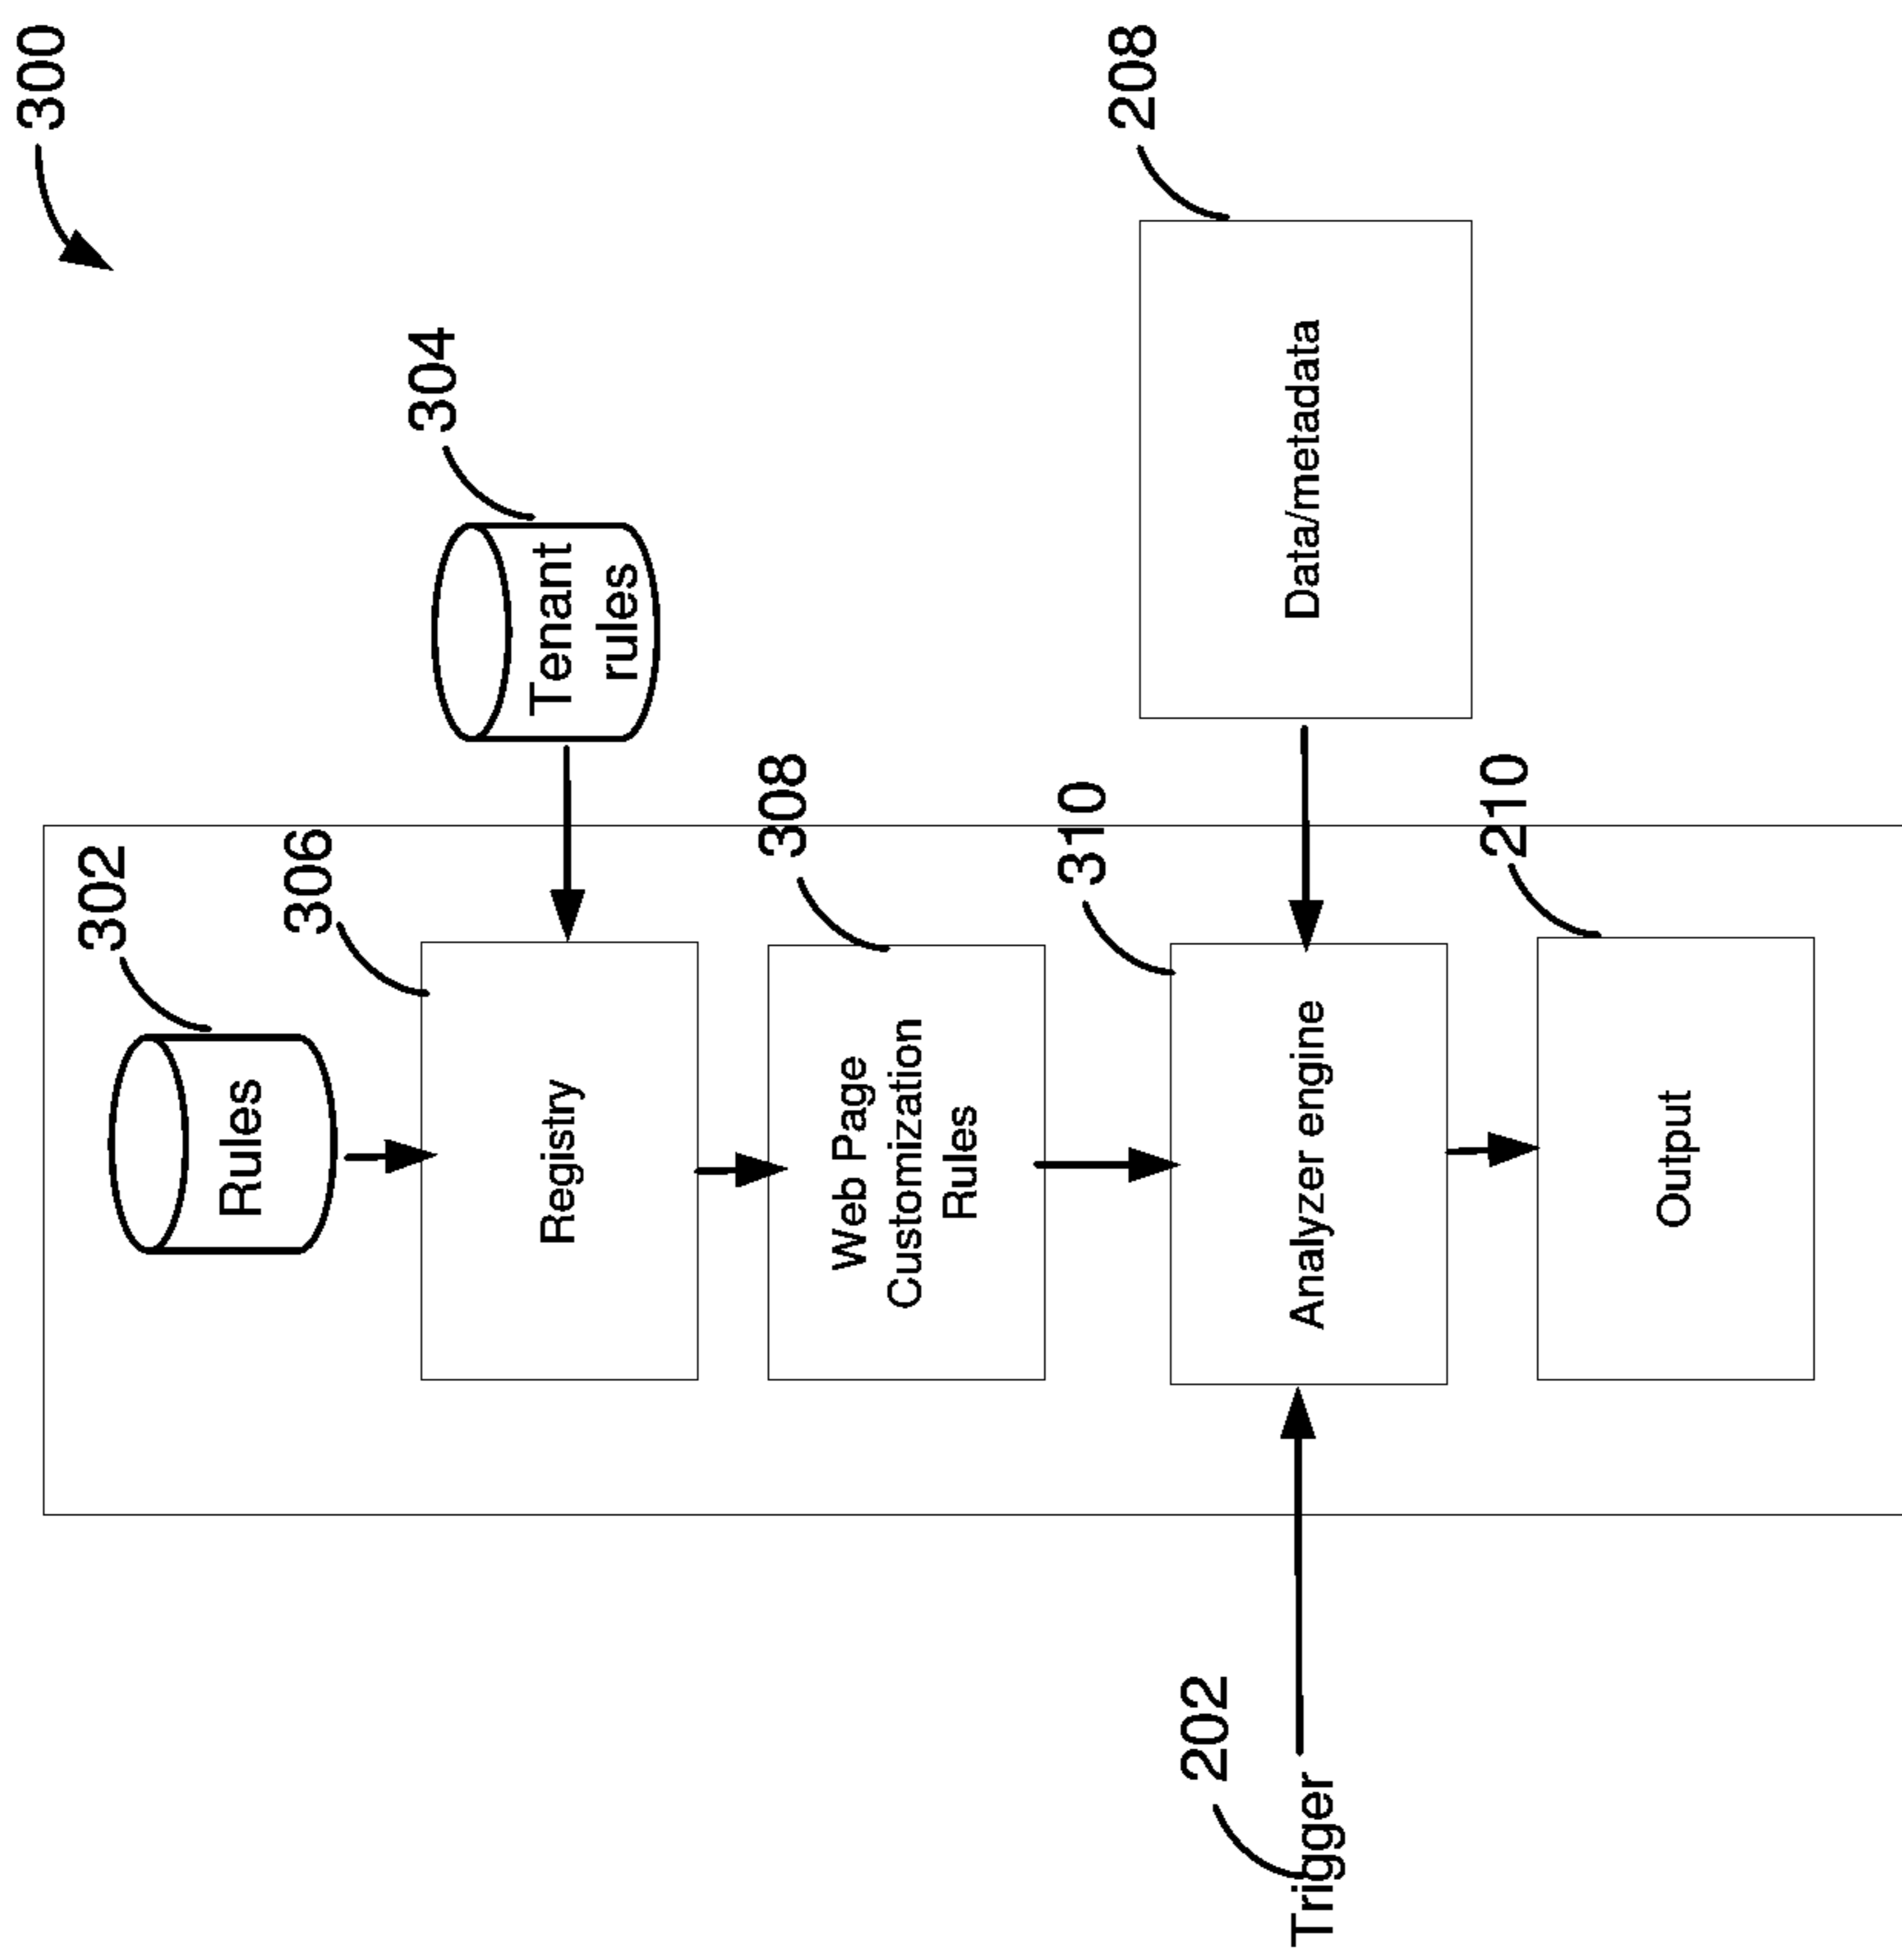 300
302
Rules
304
Tenant
rules
306
Registry
308
Web Page
Customization
Rules
208
Data/metadata
310
Analyzer engine
202
Trigger
210
Output